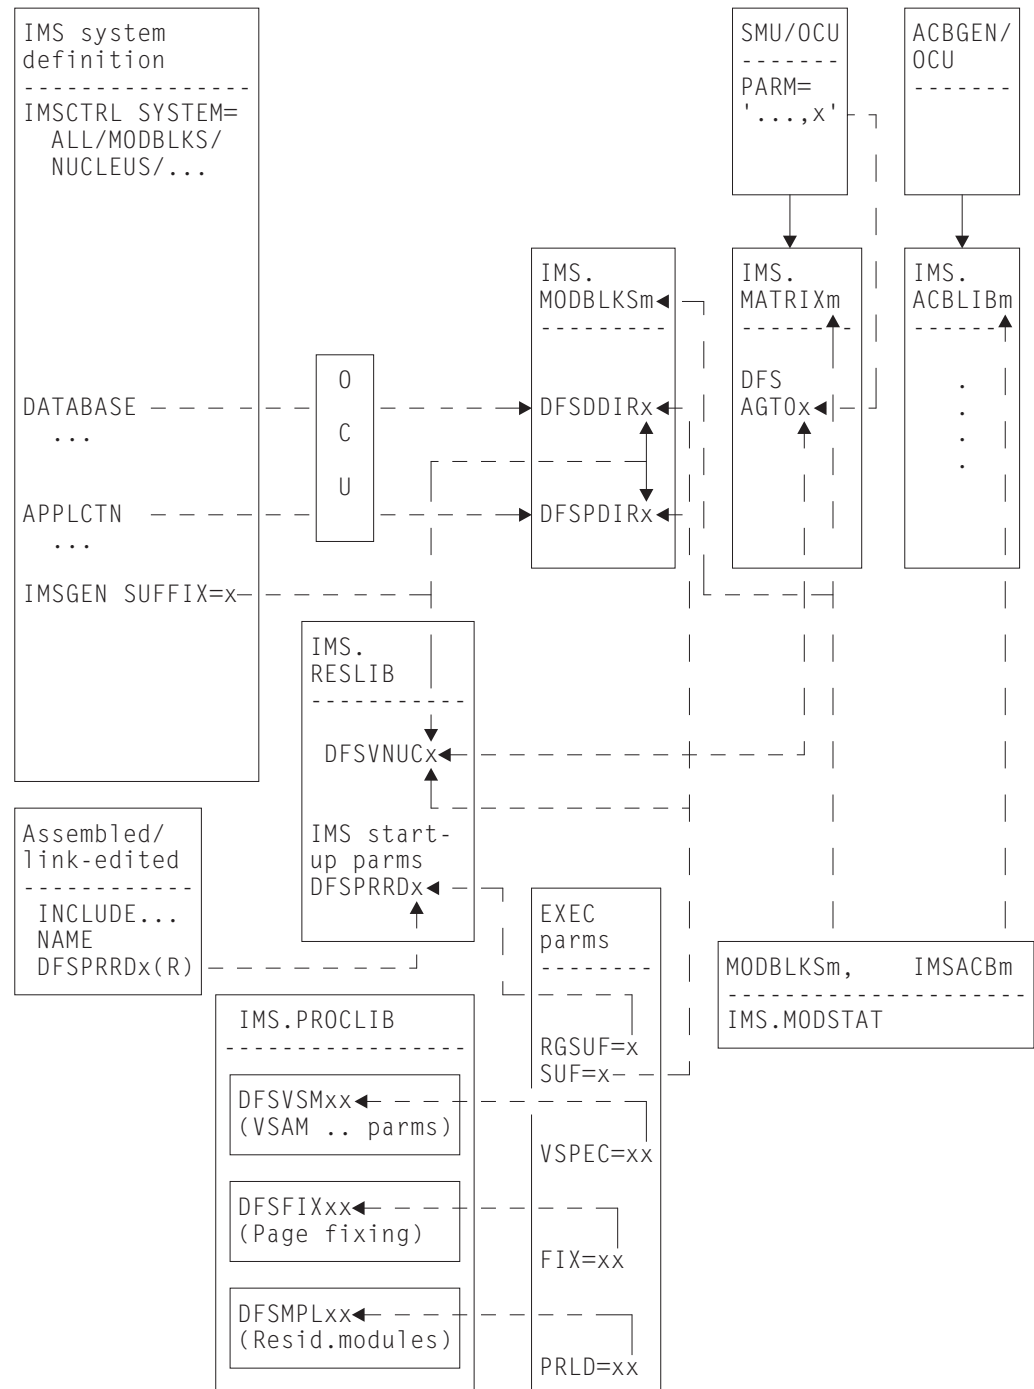 IMS system
definition
IMSCTRL SYSTEM=
ALL/MODBLKS/
NUCLEUS/...
DATABASE
...
APPLCTN
...
IMSGEN SUFFIX=x
O
C
U
IMS.
MODBLKSm
DFSDDIRx
DFSPDIRx
SMU/OCU
PARM=
'...,x'
IMS.
MATRIXm
DFS
AGTOx
ACBGEN/
OCU
IMS.
ACBLIBm
.
.
.
.
IMS.
RESLIB
DFSVNUCx
IMS start-
up parms
DFSPRRDx
Assembled/
link-edited
INCLUDE...
NAME
DFSPRRDx(R)
EXEC
parms
RGSUF=x
SUF=x
VSPEC=xx
FIX=xx
PRLD=xx
MODBLKSm, IMSACBm
IMS.MODSTAT
IMS.PROCLIB
DFSVSMxx
(VSAM .. parms)
DFSFIXxx
(Page fixing)
DFSMPLxx
(Resid.modules)